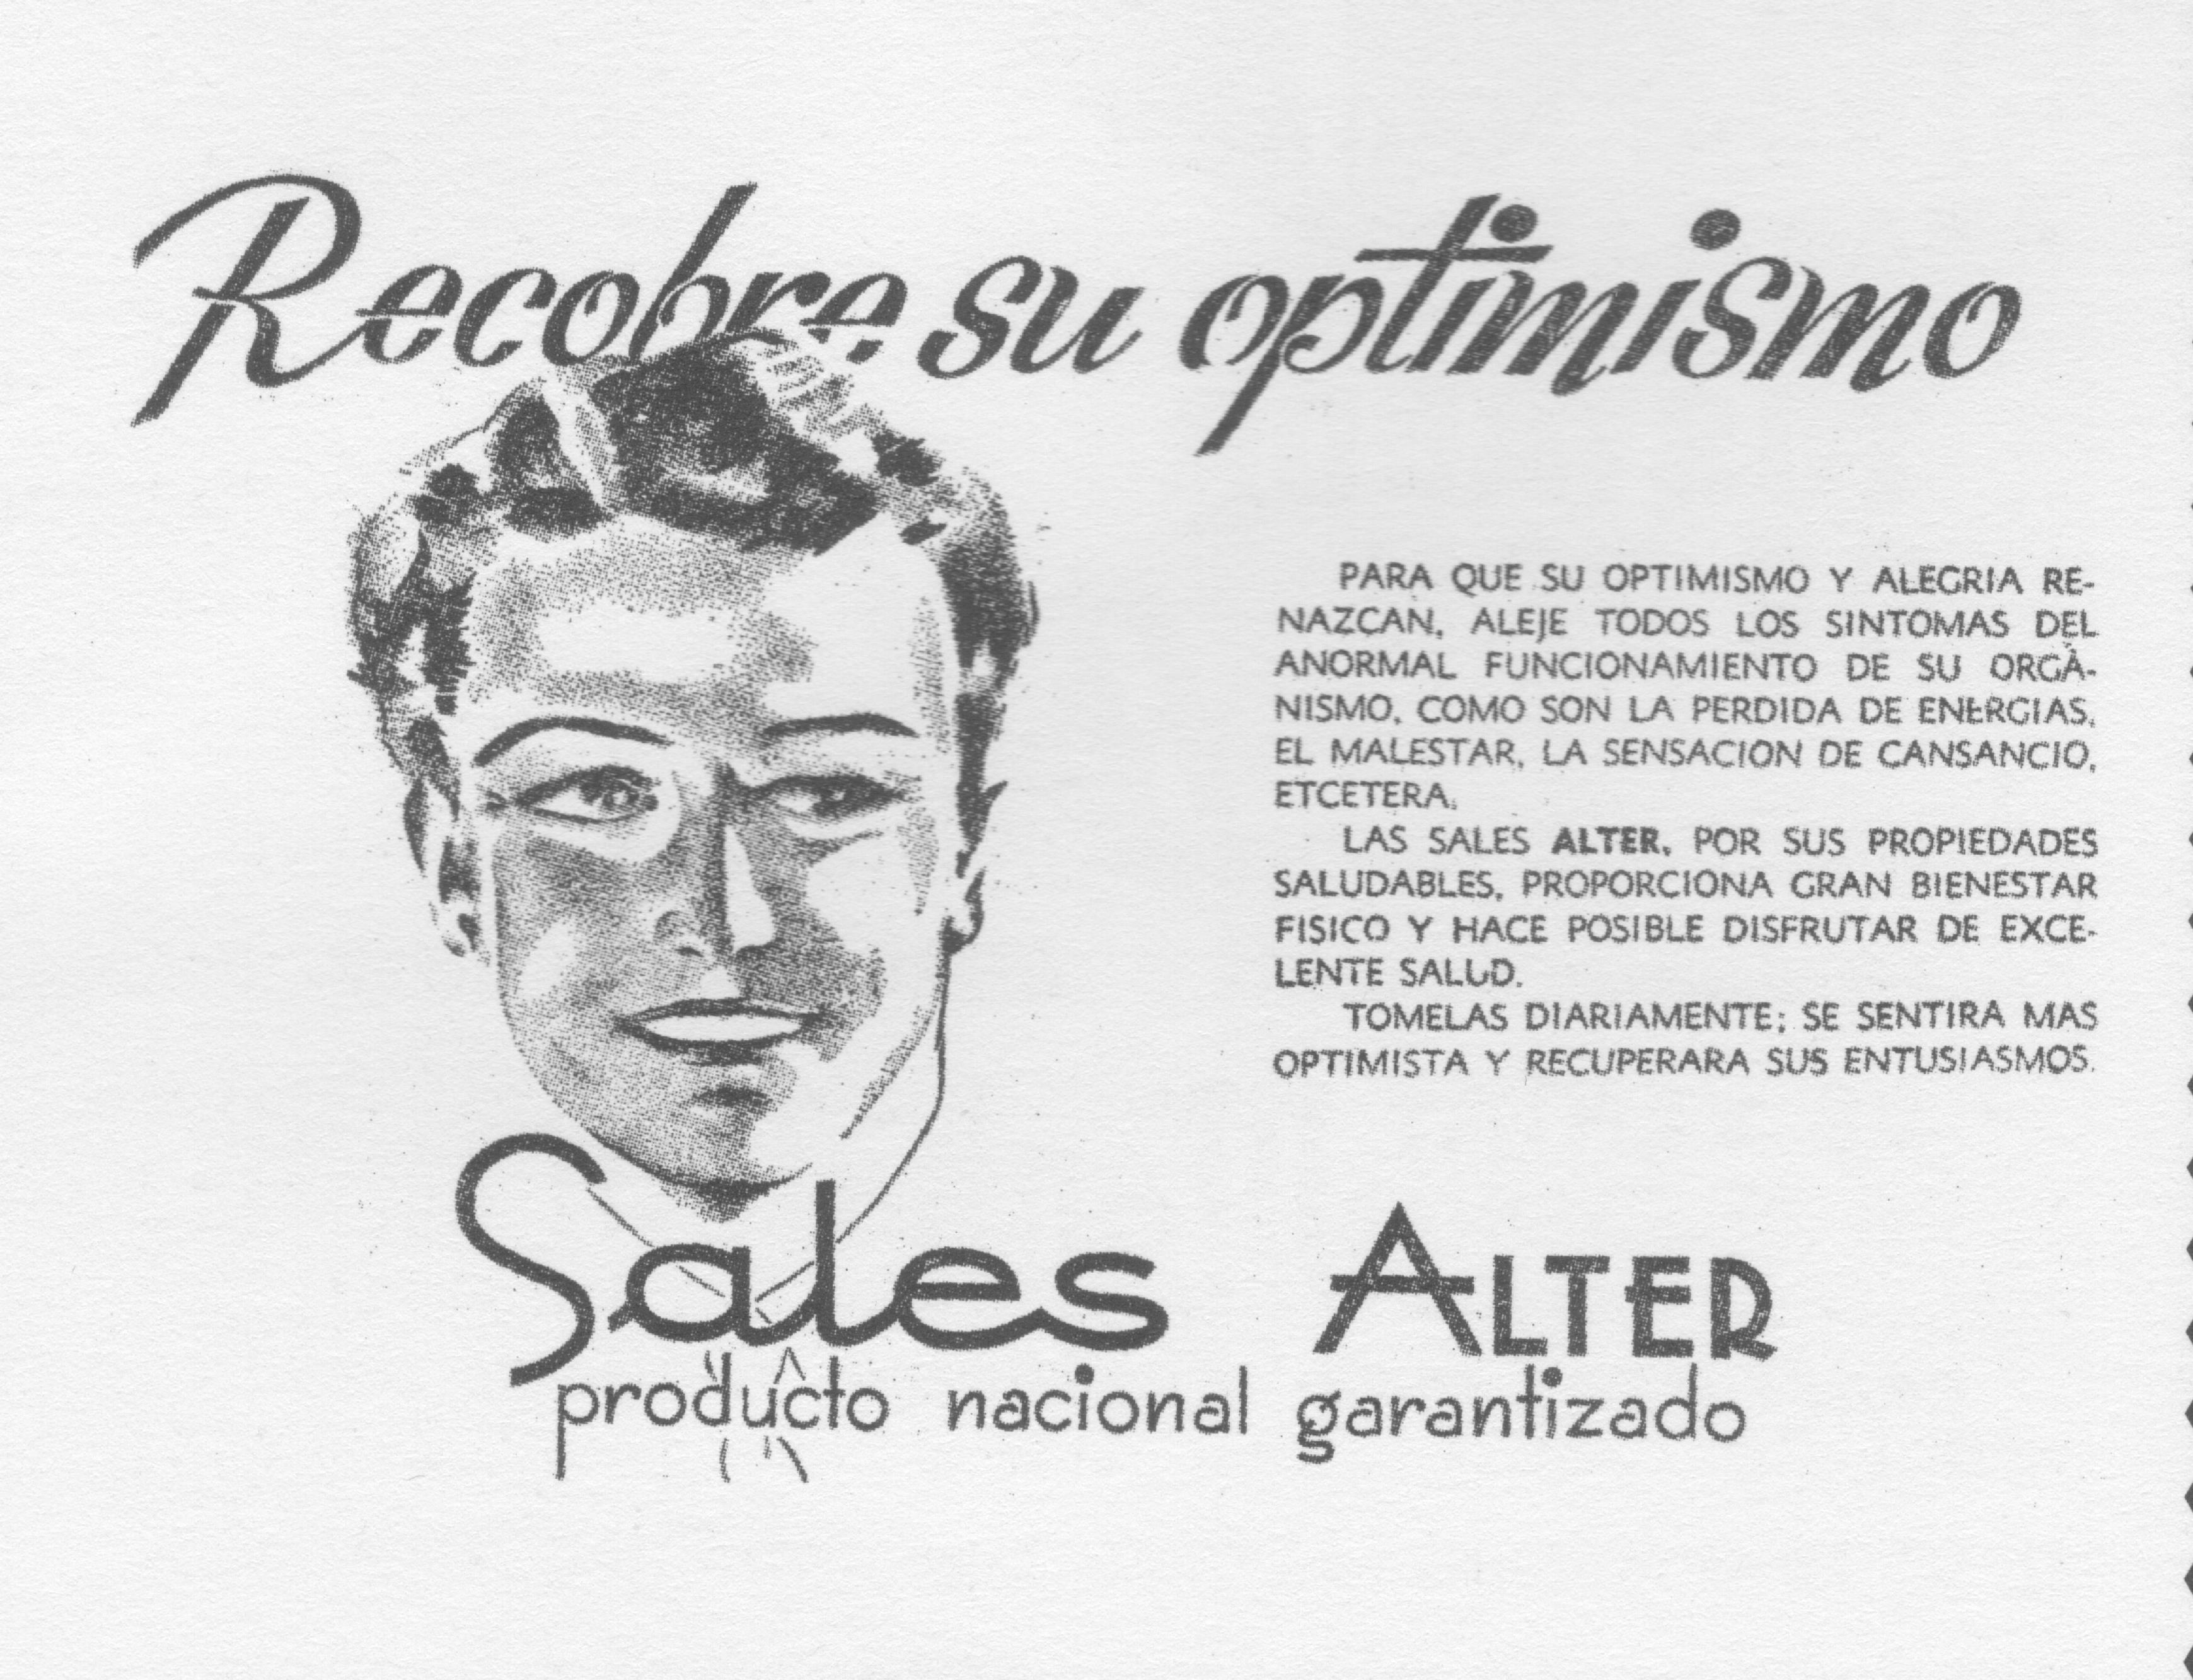 Recobre su optimismo
PARA QUE SU OPTIMISMO Y ALEGRIA RE-
NAZCAN, ALEJE TODOS LOS SINTOMAS DEL
ANORMAL FUNCIONAMIENTO DE SU ORGÀ-
NISMO, COMO SON LA PERDIDA DE ENERGIAS,
EL MALESTAR, LA SENSACION DE CANSANCIO,
ETCETERA.
LAS SALES ALTER, POR SUS PROPIEDADES
SALUDABLES, PROPORCIONA GRAN BIENESTAR
FISICO Y HACE POSIBLE DISFRUTAR DE EXCE-
LENTE SALUD.
TOMELAS DIARIAMENTE; SE SENTIRA MAS
OPTIMISTA Y RECUPERARA SUS ENTUSIASMOS.
Sales ALTER
producto nacional garantizado